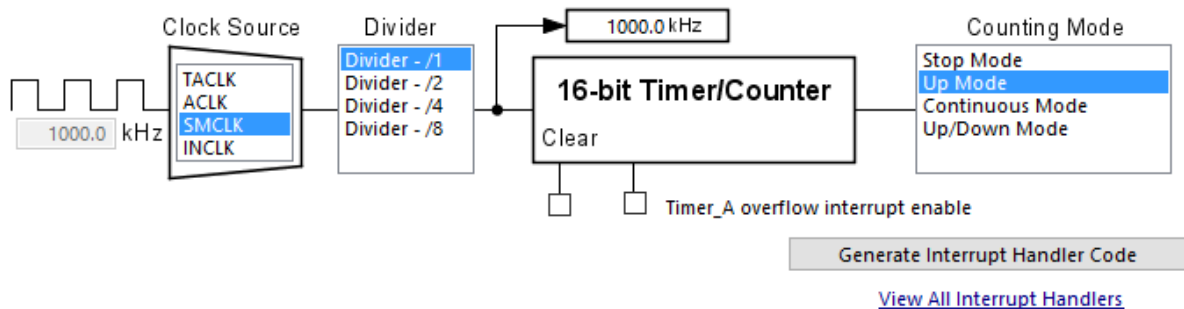 Clock Source
Divider
1000.0 kHz
Counting Mode
TACLK
ACLK
SMCLK
INCLK
1000.0 kHz
Divider - /1
Divider - /2
Divider - /4
Divider - /8
16-bit Timer/Counter
Clear
Stop Mode
Up Mode
Continuous Mode
Up/Down Mode
Timer_A overflow interrupt enable
Generate Interrupt Handler Code
View All Interrupt Handlers